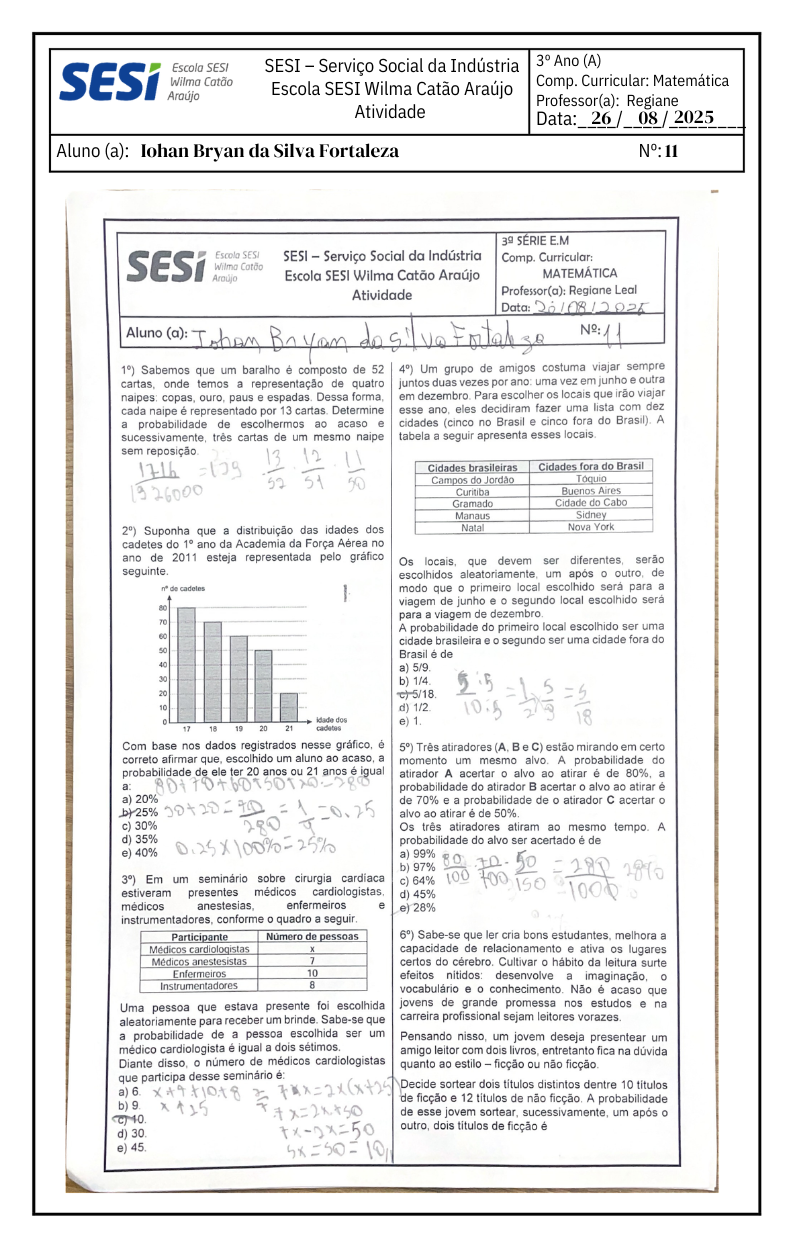 SESI
Escola SESI
Wilma Catão
Araújo
SESI – Serviço Social da Indústria
Escola SESI Wilma Catão Araújo
Atividade
3º Ano (A)
Comp. Curricular: Matemática
Professor(a): Regiane
Data: 26 / 08 / 2025
Aluno (a): Iohan Bryan da Silva Fortaleza
Nº: 11
SESI
Escola SESI
Wilma Catão
Araújo
SESI – Serviço Social da Indústria
Escola SESI Wilma Catão Araújo
Atividade
3ª SÉRIE E.M
Comp. Curricular:
MATEMÁTICA
Professor(a): Regiane Leal
Data: 26/08/2025
Aluno (a): Iohan Bryan da silva Fortaleza
Nº: 11
1º) Sabemos que um baralho é composto de 52
cartas, onde temos a representação de quatro
naipes: copas, ouro, paus e espadas. Dessa forma,
cada naipe é representado por 13 cartas. Determine
a probabilidade de escolhermos ao acaso e
sucessivamente, três cartas de um mesmo naipe
sem reposição.
1716
13 . 12 . 11
52 51 50
2º) Suponha que a distribuição das idades dos
cadetes do 1º ano da Academia da Força Aérea no
ano de 2011 esteja representada pelo gráfico
seguinte.
nº de cadetes
80
70
60
50
40
30
20
10
0
17 18 19 20 21
idade dos
cadetes
Com base nos dados registrados nesse gráfico, é
correto afirmar que, escolhido um aluno ao acaso, a
probabilidade de ele ter 20 anos ou 21 anos é igual
a: 80+70+60+50+20=280
a) 20%
b) 25% 50+20=70 = 1 = 0.25
280 4
c) 30%
d) 35%
e) 40% 0.25 x 100% = 25%
3º) Em um seminário sobre cirurgia cardíaca
estiveram presentes médicos cardiologistas,
médicos anestesias, enfermeiros e
instrumentadores, conforme o quadro a seguir.
Participante Número de pessoas
Médicos cardiologistas x
Médicos anestesistas 7
Enfermeiros 10
Instrumentadores 8
Uma pessoa que estava presente foi escolhida
aleatoriamente para receber um brinde. Sabe-se que
a probabilidade de a pessoa escolhida ser um
médico cardiologista é igual a dois sétimos.
Diante disso, o número de médicos cardiologistas
que participa desse seminário é:
a) 6. x+7+10+8 2 7x=2x(x+25)
b) 9. x+25 7 7x=2x+50
c) 10. 7x-2x=50
d) 30. 5x=50=10
e) 45.
4º) Um grupo de amigos costuma viajar sempre
juntos duas vezes por ano: uma vez em junho e outra
em dezembro. Para escolher os locais que irão viajar
esse ano, eles decidiram fazer uma lista com dez
cidades (cinco no Brasil e cinco fora do Brasil). A
tabela a seguir apresenta esses locais.
Cidades brasileiras Cidades fora do Brasil
Campos do Jordão Tóquio
Curitiba Buenos Aires
Gramado Cidade do Cabo
Manaus Sidney
Natal Nova York
Os locais, que devem ser diferentes, serão
escolhidos aleatoriamente, um após o outro, de
modo que o primeiro local escolhido será para a
viagem de junho e o segundo local escolhido será
para a viagem de dezembro.
A probabilidade do primeiro local escolhido ser uma
cidade brasileira e o segundo ser uma cidade fora do
Brasil é de
a) 5/9.
b) 1/4. 5:5 = 1 . 5 = 5
c) 5/18. 10:5 2 9 18
d) 1/2.
e) 1.
5º) Três atiradores (A, B e C) estão mirando em certo
momento um mesmo alvo. A probabilidade do
atirador A acertar o alvo ao atirar é de 80%, a
probabilidade do atirador B acertar o alvo ao atirar é
de 70% e a probabilidade de o atirador C acertar o
alvo ao atirar é de 50%.
Os três atiradores atiram ao mesmo tempo. A
probabilidade do alvo ser acertado é de
a) 99%
b) 97% 80 . 70 . 50 = 280 28%
c) 64% 100 100 150 1000
d) 45%
e) 28%
6º) Sabe-se que ler cria bons estudantes, melhora a
capacidade de relacionamento e ativa os lugares
certos do cérebro. Cultivar o hábito da leitura surte
efeitos nítidos: desenvolve a imaginação, o
vocabulário e o conhecimento. Não é acaso que
jovens de grande promessa nos estudos e na
carreira profissional sejam leitores vorazes.
Pensando nisso, um jovem deseja presentear um
amigo leitor com dois livros, entretanto fica na dúvida
quanto ao estilo – ficção ou não ficção.
Decide sortear dois títulos distintos dentre 10 títulos
de ficção e 12 títulos de não ficção. A probabilidade
de esse jovem sortear, sucessivamente, um após o
outro, dois títulos de ficção é